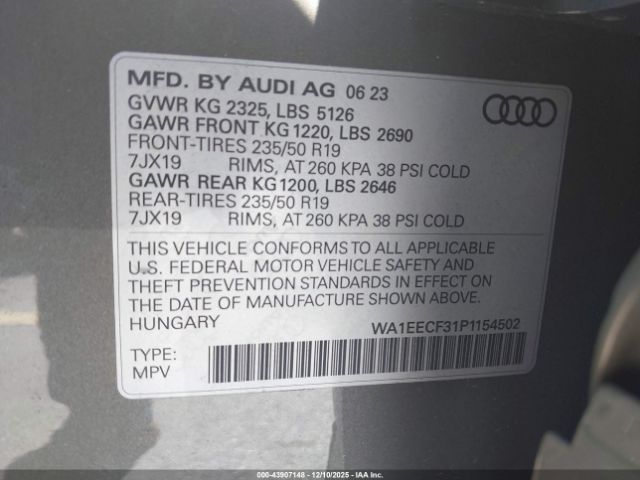 MFD. BY AUDI AG 06 23
GVWR KG 2325, LBS 5126
GAWR FRONT KG 1220, LBS 2690
FRONT-TIRES 235/50 R19
7JX19 RIMS, AT 260 KPA 38 PSI COLD
GAWR REAR KG 1200, LBS 2646
REAR-TIRES 235/50 R19
7JX19 RIMS, AT 260 KPA 38 PSI COLD
THIS VEHICLE CONFORMS TO ALL APPLICABLE
U.S. FEDERAL MOTOR VEHICLE SAFETY AND
THEFT PREVENTION STANDARDS IN EFFECT ON
THE DATE OF MANUFACTURE SHOWN ABOVE.
HUNGARY WA1EECF31P1154502
TYPE:
MPV
000-43907148 - 12/10/2025 - IAAI.COM